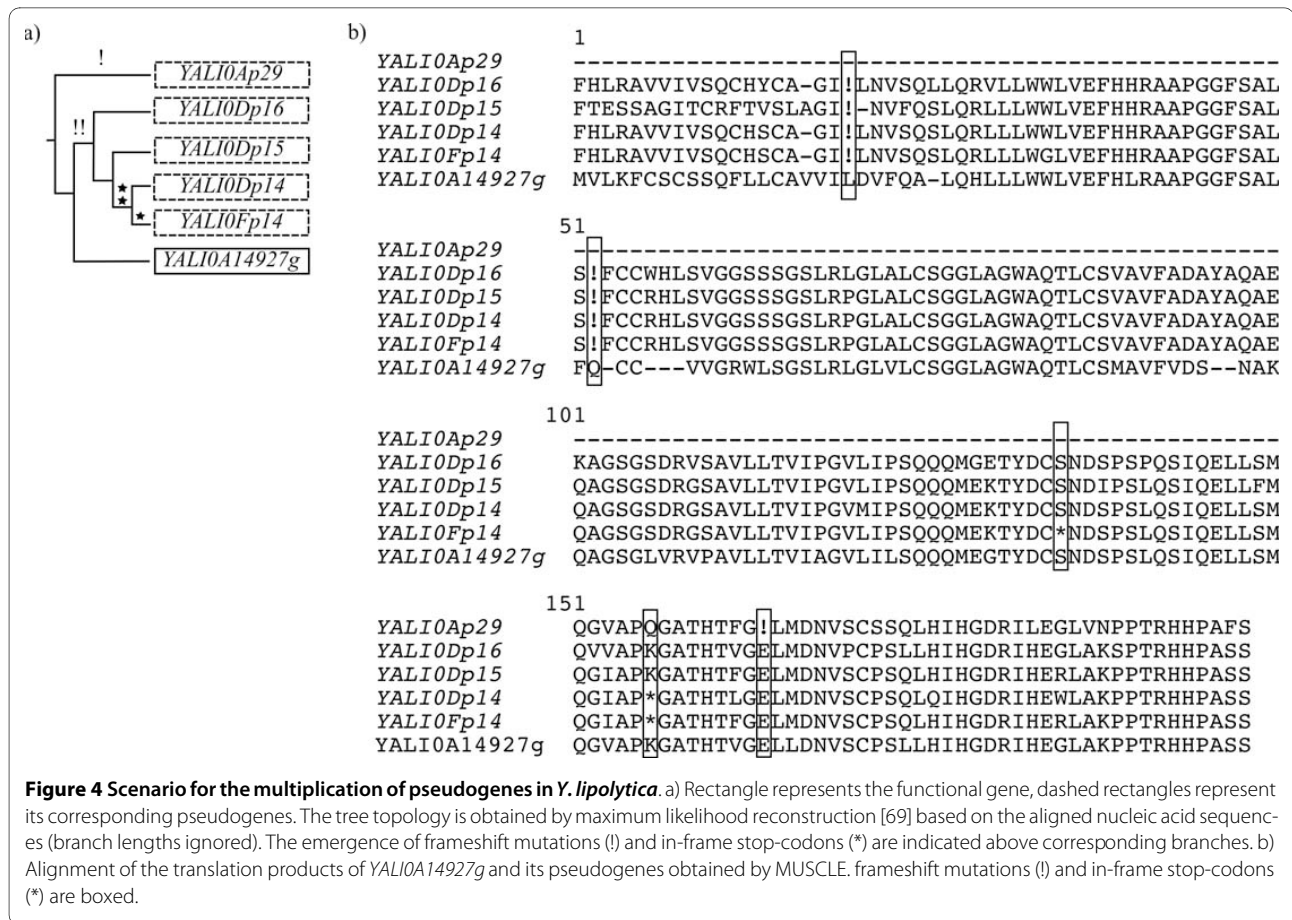 a)
!
YALI0Ap29
YALI0Dp16
!!
YALI0Dp15
YALI0Dp14
YALI0Fp14
YALI0A14927g
b)
1
YALI0Ap29 --------------------------------------------------
YALI0Dp16 FHLRAVVIVSQCHYCA-GI!LNVSQLLQRVLLWWLVEFHHRAAPGGFSAL
YALI0Dp15 FTESSAGITCRFTVSLAGI!-NVFQSLQRLLLWWLVEFHHRAAPGGFSAL
YALI0Dp14 FHLRAVVIVSQCHSCA-GI!LNVSQSLQRLLLWWLVEFHHRAAPGGFSAL
YALI0Fp14 FHLRAVVIVSQCHSCA-GI!LNVSQSLQRLLLWGLVEFHHRAAPGGFSAL
YALI0A14927g MVLKFCSCSSQFLLCAVVILDVFQA-LQHLLLWWLVEFHLRAAPGGFSAL
51
YALI0Ap29 --------------------------------------------------
YALI0Dp16 S!FCCWHLSVGGSSSGSLRLGLALCSGGLAGWAQTLCSVAVFADAYAQAE
YALI0Dp15 S!FCCRHLSVGGSSSGSLRPGLALCSGGLAGWAQTLCSVAVFADAYAQAE
YALI0Dp14 S!FCCRHLSVGGSSSGSLRPGLALCSGGLAGWAQTLCSVAVFADAYAQAE
YALI0Fp14 S!FCCRHLSVGGSSSGSLRPGLALCSGGLAGWAQTLCSVAVFADAYAQAE
YALI0A14927g FQ-CC---VVGRWLSGSLRLGLVLCSGGLAGWAQTLCSMAVFVDS--NAK
101
YALI0Ap29 --------------------------------------------------
YALI0Dp16 KAGSGSDRVSAVLLTVIPGVLIPSQQQMGETYDCSNDSPSPQSIQELLSM
YALI0Dp15 QAGSGSDRGSAVLLTVIPGVLIPSQQQMEKTYDCSNDIPSLQSIQELLFM
YALI0Dp14 QAGSGSDRGSAVLLTVIPGVMIPSQQQMEKTYDCSNDSPSLQSIQELLSM
YALI0Fp14 QAGSGSDRGSAVLLTVIPGVLIPSQQQMEKTYDC*NDSPSLQSIQELLSM
YALI0A14927g QAGSGLVRVPAVLLTVIAGVLILSQQQMEGTYDCSNDSPSLQSIQELLSM
151
YALI0Ap29 QGVAPQGATHTFG!LMDNVSCSSQLHIHGDRILEGLVNPPTRHHPAFS
YALI0Dp16 QVVAPKGATHTVGELMDNVPCPSLLHIHGDRIHEGLAKSPTRHHPASS
YALI0Dp15 QGIAPKGATHTFGELMDNVSCPSQLHIHGDRIHERLAKPPTRHHPASS
YALI0Dp14 QGIAP*GATHTLGELMDNVSCPSQLQIHGDRIHEWLAKPPTRHHPASS
YALI0Fp14 QGIAP*GATHTFGELMDNVSCPSQLHIHGDRIHERLAKPPTRHHPASS
YALI0A14927g QGVAPKGATHTVGELLDNVSCPSLLHIHGDRIHEGLAKPPTRHHPASS
Figure 4 Scenario for the multiplication of pseudogenes in Y. lipolytica. a) Rectangle represents the functional gene, dashed rectangles represent
its corresponding pseudogenes. The tree topology is obtained by maximum likelihood reconstruction [69] based on the aligned nucleic acid sequenc-
es (branch lengths ignored). The emergence of frameshift mutations (!) and in-frame stop-codons (*) are indicated above corresponding branches. b)
Alignment of the translation products of YALI0A14927g and its pseudogenes obtained by MUSCLE. frameshift mutations (!) and in-frame stop-codons
(*) are boxed.